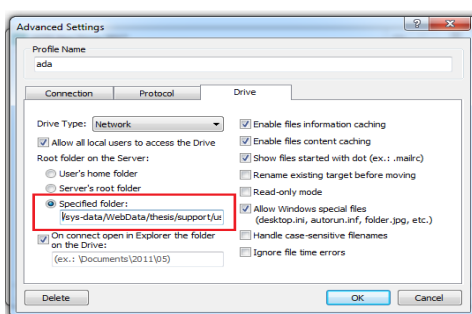 Advanced Settings
Profile Name
ada
Connection
Protocol
Drive
Drive Type:
Network
Allow all local users to access the Drive
Root folder on the Server:
User's home folder
Server's root folder
Specified folder:
/sys-data/WebData/thesis/support/us
On connect open in Explorer the folder
on the Drive:
(ex.: \Documents\2011\05)
Enable files information caching
Enable files content caching
Show files started with dot (ex.: .mailrc)
Rename existing target before moving
Read-only mode
Allow Windows special files
(desktop.ini, autorun.inf, folder.jpg, etc.)
Handle case-sensitive filenames
Ignore file time errors
Delete
OK
Cancel